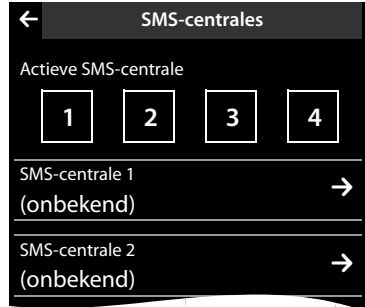 SMS-centrales
Actieve SMS-centrale
1 2 3 4
SMS-centrale 1
(onbekend)
SMS-centrale 2
(onbekend)